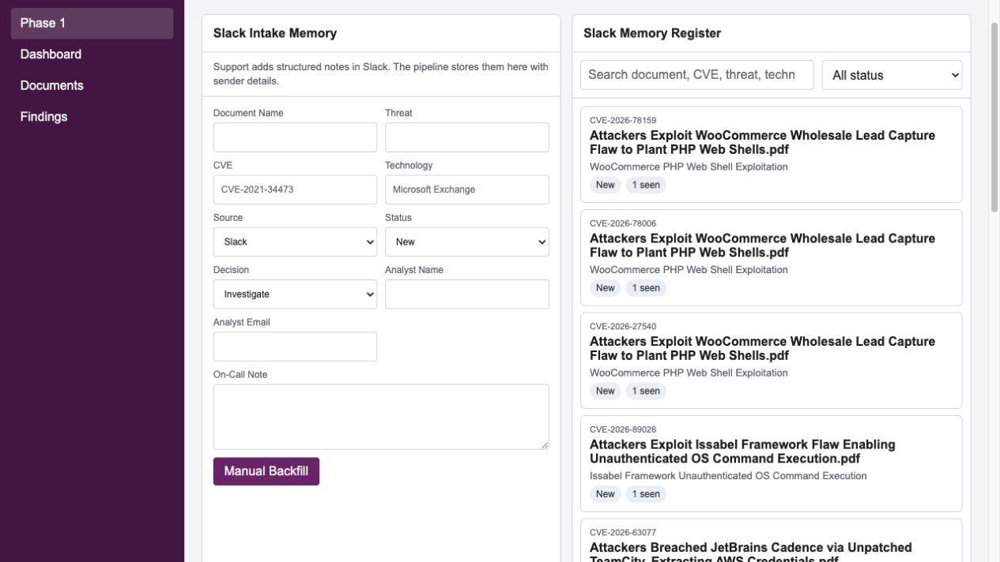 Phase 1
Dashboard
Documents
Findings
Slack Intake Memory
Support adds structured notes in Slack. The pipeline stores them here with
sender details.
Document Name
Threat
CVE
Technology
CVE-2021-34473
Microsoft Exchange
Source
Status
Slack
New
Decision
Analyst Name
Investigate
Analyst Email
On-Call Note
Manual Backfill
Slack Memory Register
Search document, CVE, threat, techn
All status
CVE-2026-78159
Attackers Exploit WooCommerce Wholesale Lead Capture
Flaw to Plant PHP Web Shells.pdf
WooCommerce PHP Web Shell Exploitation
New 1 seen
CVE-2026-78006
Attackers Exploit WooCommerce Wholesale Lead Capture
Flaw to Plant PHP Web Shells.pdf
WooCommerce PHP Web Shell Exploitation
New 1 seen
CVE-2026-27540
Attackers Exploit WooCommerce Wholesale Lead Capture
Flaw to Plant PHP Web Shells.pdf
WooCommerce PHP Web Shell Exploitation
New 1 seen
CVE-2026-89026
Attackers Exploit Issabel Framework Flaw Enabling
Unauthenticated OS Command Execution.pdf
Issabel Framework Unauthenticated OS Command Execution
New 1 seen
CVE-2026-63077
Attackers Breached JetBrains Cadence via Unpatched
TeamCity, Extracting AWS Credentials.pdf